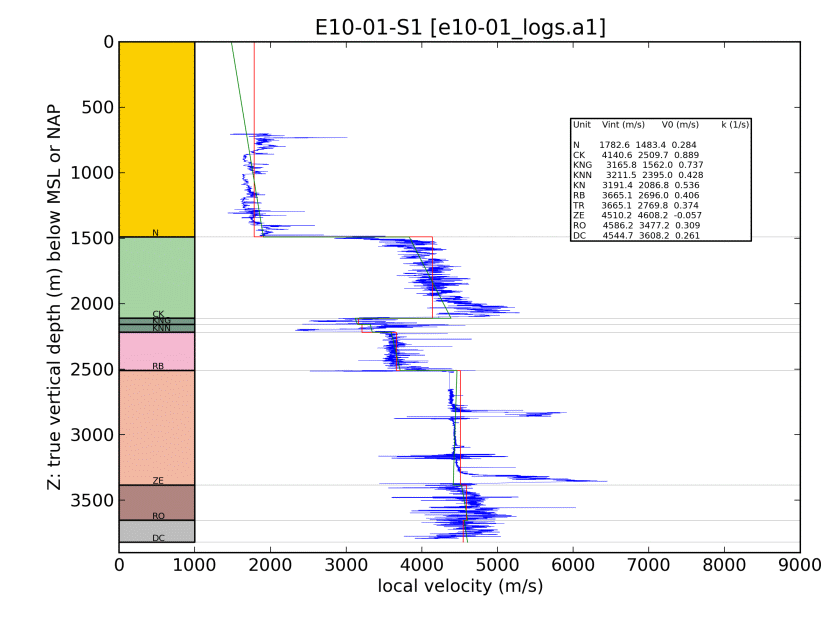 E10-01-S1 [e10-01_logs.a1]
0
500
1000
1500
2000
2500
3000
3500
Z: true vertical depth (m) below MSL or NAP
N
CK
KNG
KNN
RB
ZE
RO
DC
Unit Vint (m/s) V0 (m/s) k (1/s)
N 1782.6 1483.4 0.284
CK 4140.6 2509.7 0.889
KNG 3165.8 1562.0 0.737
KNN 3211.5 2395.0 0.428
KN 3191.4 2086.8 0.536
RB 3665.1 2696.0 0.406
TR 3665.1 2769.8 0.374
ZE 4510.2 4608.2 -0.057
RO 4586.2 3477.2 0.309
DC 4544.7 3608.2 0.261
0 1000 2000 3000 4000 5000 6000 7000 8000 9000
local velocity (m/s)